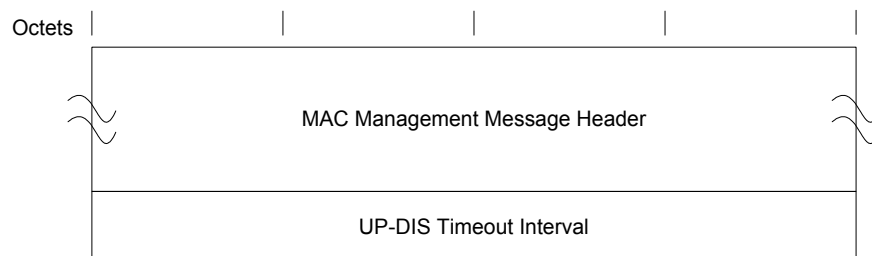 Octets
MAC Management Message Header
UP-DIS Timeout Interval